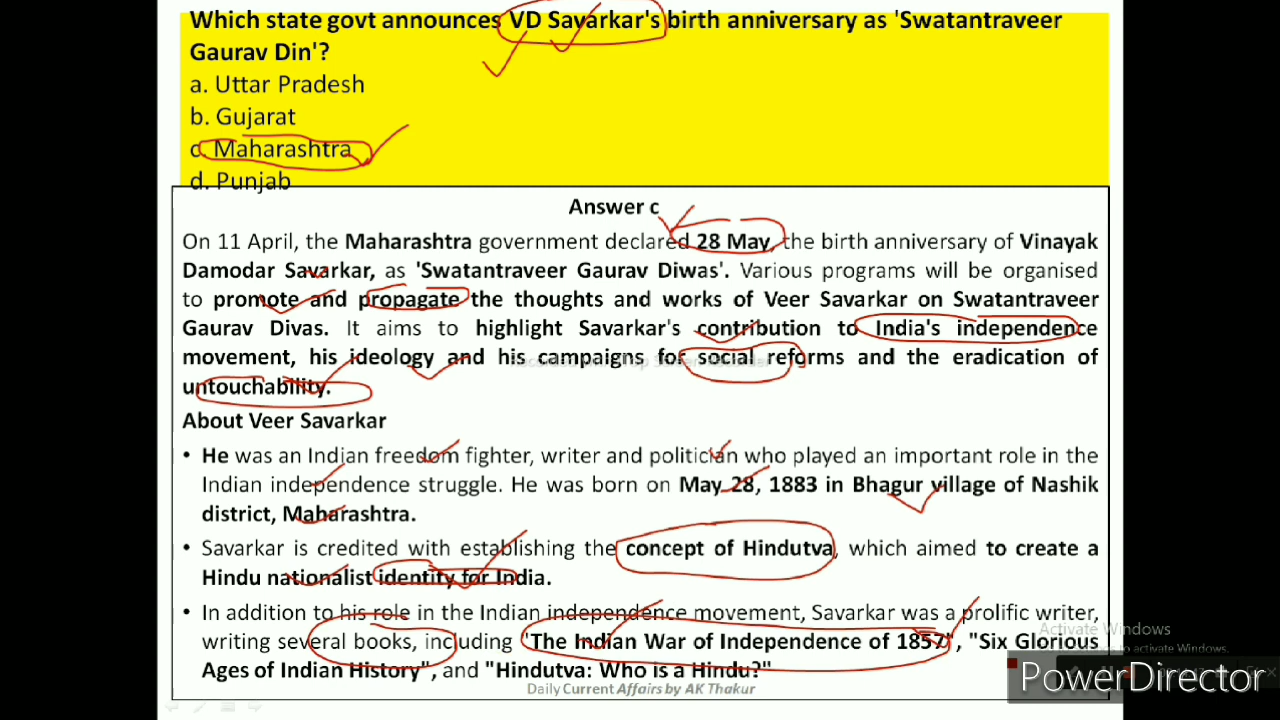 Which state govt announces VD Savarkar's birth anniversary as 'Swatantraveer
Gaurav Din'?
a. Uttar Pradesh
b. Gujarat
c. Maharashtra
d. Punjab
Answer c
On 11 April, the Maharashtra government declared 28 May, the birth anniversary of Vinayak
Damodar Savarkar, as 'Swatantraveer Gaurav Diwas'. Various programs will be organised
to promote and propagate the thoughts and works of Veer Savarkar on Swatantraveer
Gaurav Divas. It aims to highlight Savarkar's contribution to India's independence
movement, his ideology and his campaigns for social reforms and the eradication of
untouchability.
About Veer Savarkar
• He was an Indian freedom fighter, writer and politician who played an important role in the
Indian independence struggle. He was born on May 28, 1883 in Bhagur village of Nashik
district, Maharashtra.
• Savarkar is credited with establishing the concept of Hindutva, which aimed to create a
Hindu nationalist identity for India.
• In addition to his role in the Indian independence movement, Savarkar was a prolific writer,
writing several books, including "The Indian War of Independence of 1857", "Six Glorious
Ages of Indian History", and "Hindutva: Who is a Hindu?"
Daily Current Affairs by AK Thakur
Activate Windows
to activate Windows.
PowerDirector